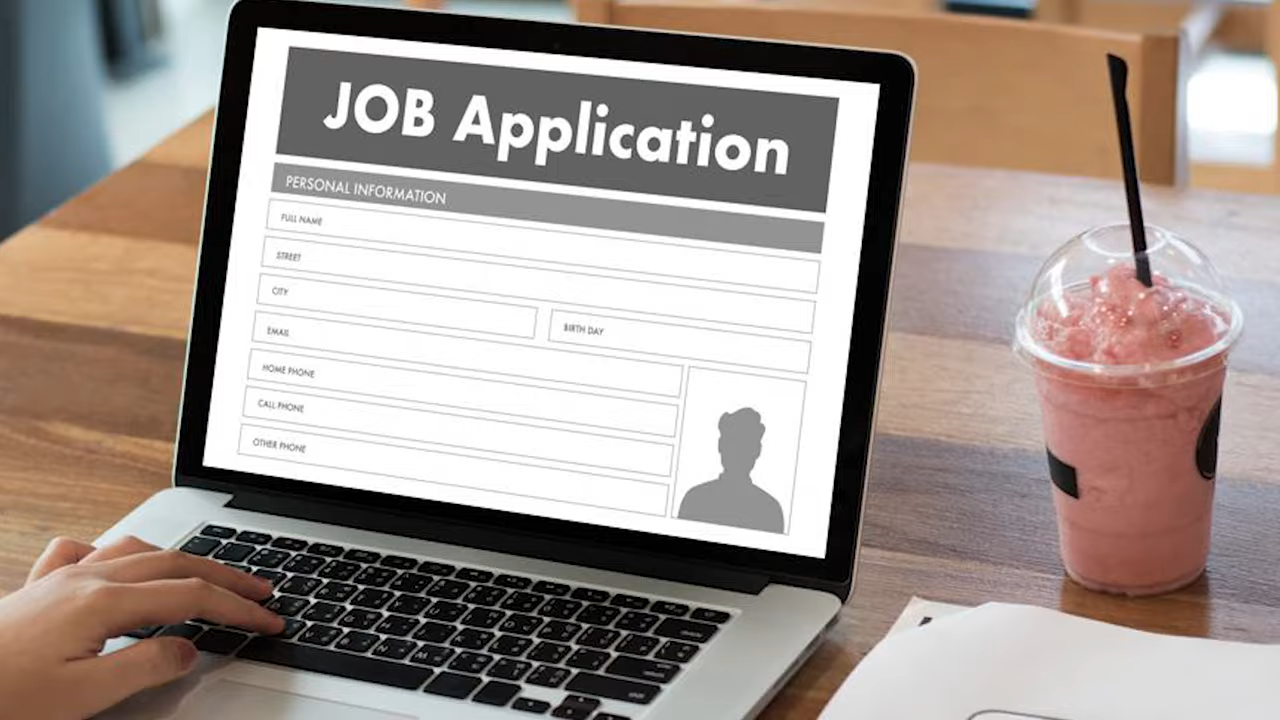 JOB Application
PERSONAL INFORMATION
FULL NAME
STREET
CITY
BIRTH DAY
EMAIL
HOME PHONE
CALL PHONE
OTHER PHONE